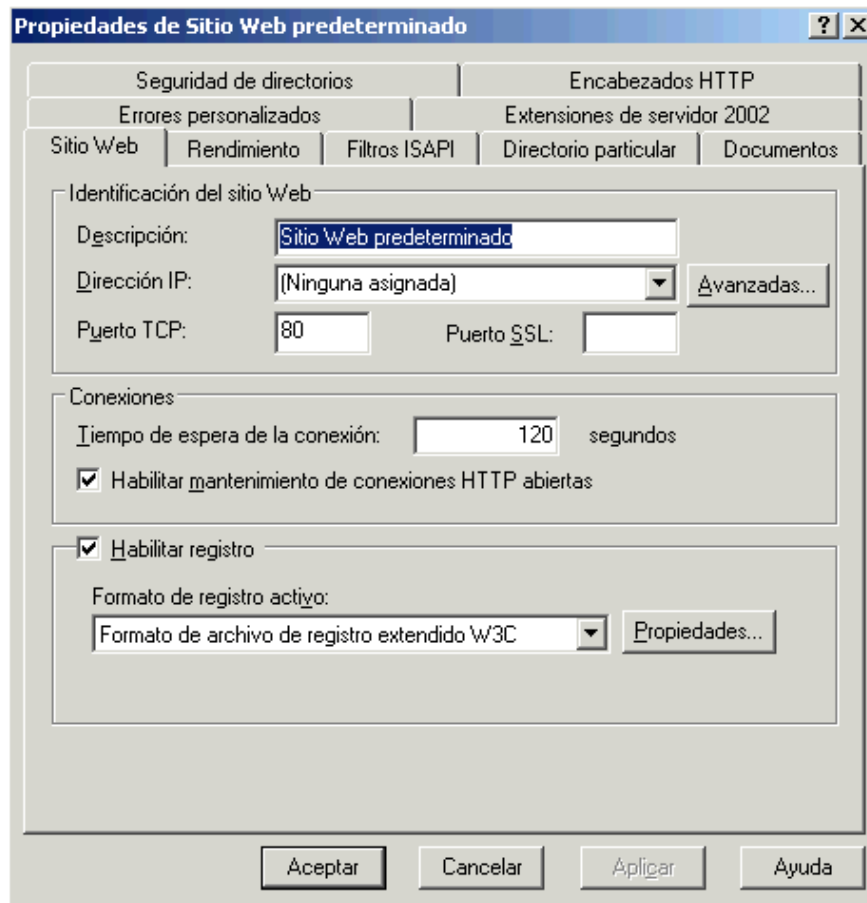 Propiedades de Sitio Web predeterminado
Seguridad de directorios Encabezados HTTP
Errores personalizados Extensiones de servidor 2002
Sitio Web Rendimiento Filtros ISAPI Directorio particular Documentos
Identificación del sitio Web
Descripción: Sitio Web predeterminado
Dirección IP: (Ninguna asignada) Avanzadas...
Puerto TCP: 80 Puerto SSL:
Conexiones
Tiempo de espera de la conexión: 120 segundos
Habilitar mantenimiento de conexiones HTTP abiertas
Habilitar registro
Formato de registro activo:
Formato de archivo de registro extendido W3C Propiedades...
Aceptar Cancelar Aplicar Ayuda